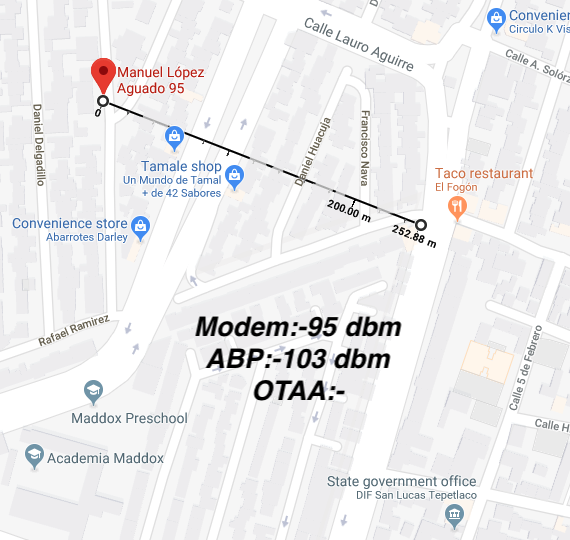 Convenien
Circulo K Vis
Calle Lauro Aguirre
Calle A. Solórz
Manuel López
Aguado 95
0
Daniel Delgadillo
Daniel Huacuja
Francisco Nava
Tamale shop
Un Mundo de Tamal
+ de 42 Sabores
Taco restaurant
El Fogón
200.00 m
252.88 m
Convenience store
Abarrotes Darley
Rafael Ramirez
Modem:-95 dbm
ABP:-103 dbm
OTAA:-
Calle 5 de Febrero
Maddox Preschool
Calle H.
Academia Maddox
State government office
DIF San Lucas Tepetlaco